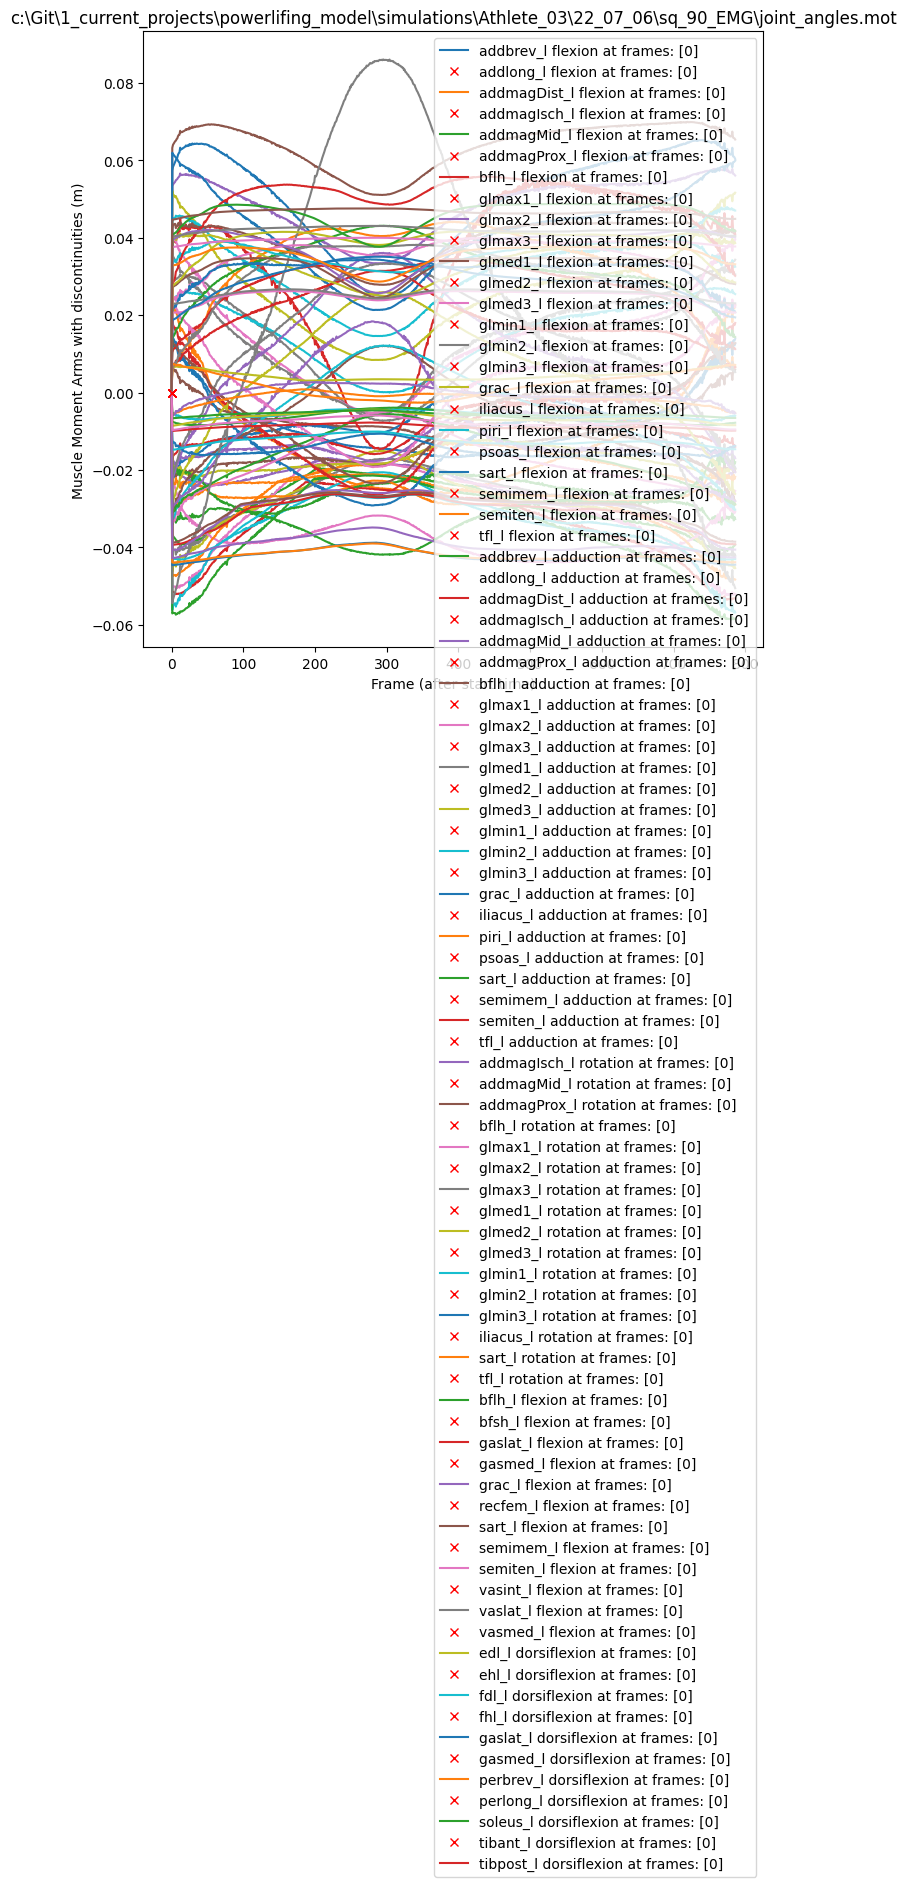 c:\Git\1_current_projects\powerlifing_model\simulations\Athlete_03\22_07_06\sq_90_EMG\joint_angles.mot
Muscle Moment Arms with discontinuities (m)
0.08
0.06
0.04
0.02
0.00
−0.02
−0.04
−0.06
0
100
200
300
400
Frame (after sta
addbrev_l flexion at frames: [0]
addlong_l flexion at frames: [0]
addmagDist_l flexion at frames: [0]
addmagIsch_l flexion at frames: [0]
addmagMid_l flexion at frames: [0]
addmagProx_l flexion at frames: [0]
bflh_l flexion at frames: [0]
glmax1_l flexion at frames: [0]
glmax2_l flexion at frames: [0]
glmax3_l flexion at frames: [0]
glmed1_l flexion at frames: [0]
glmed2_l flexion at frames: [0]
glmed3_l flexion at frames: [0]
glmin1_l flexion at frames: [0]
glmin2_l flexion at frames: [0]
glmin3_l flexion at frames: [0]
grac_l flexion at frames: [0]
iliacus_l flexion at frames: [0]
piri_l flexion at frames: [0]
psoas_l flexion at frames: [0]
sart_l flexion at frames: [0]
semimem_l flexion at frames: [0]
semiten_l flexion at frames: [0]
tfl_l flexion at frames: [0]
addbrev_l adduction at frames: [0]
addlong_l adduction at frames: [0]
addmagDist_l adduction at frames: [0]
addmagIsch_l adduction at frames: [0]
addmagMid_l adduction at frames: [0]
addmagProx_l adduction at frames: [0]
bflh_l adduction at frames: [0]
glmax1_l adduction at frames: [0]
glmax2_l adduction at frames: [0]
glmax3_l adduction at frames: [0]
glmed1_l adduction at frames: [0]
glmed2_l adduction at frames: [0]
glmed3_l adduction at frames: [0]
glmin1_l adduction at frames: [0]
glmin2_l adduction at frames: [0]
glmin3_l adduction at frames: [0]
grac_l adduction at frames: [0]
iliacus_l adduction at frames: [0]
piri_l adduction at frames: [0]
psoas_l adduction at frames: [0]
sart_l adduction at frames: [0]
semimem_l adduction at frames: [0]
semiten_l adduction at frames: [0]
tfl_l adduction at frames: [0]
addmagIsch_l rotation at frames: [0]
addmagMid_l rotation at frames: [0]
addmagProx_l rotation at frames: [0]
bflh_l rotation at frames: [0]
glmax1_l rotation at frames: [0]
glmax2_l rotation at frames: [0]
glmax3_l rotation at frames: [0]
glmed1_l rotation at frames: [0]
glmed2_l rotation at frames: [0]
glmed3_l rotation at frames: [0]
glmin1_l rotation at frames: [0]
glmin2_l rotation at frames: [0]
glmin3_l rotation at frames: [0]
iliacus_l rotation at frames: [0]
sart_l rotation at frames: [0]
tfl_l rotation at frames: [0]
bflh_l flexion at frames: [0]
bfsh_l flexion at frames: [0]
gaslat_l flexion at frames: [0]
gasmed_l flexion at frames: [0]
grac_l flexion at frames: [0]
recfem_l flexion at frames: [0]
sart_l flexion at frames: [0]
semimem_l flexion at frames: [0]
semiten_l flexion at frames: [0]
vasint_l flexion at frames: [0]
vaslat_l flexion at frames: [0]
vasmed_l flexion at frames: [0]
edl_l dorsiflexion at frames: [0]
ehl_l dorsiflexion at frames: [0]
fdl_l dorsiflexion at frames: [0]
fhl_l dorsiflexion at frames: [0]
gaslat_l dorsiflexion at frames: [0]
gasmed_l dorsiflexion at frames: [0]
perbrev_l dorsiflexion at frames: [0]
perlong_l dorsiflexion at frames: [0]
soleus_l dorsiflexion at frames: [0]
tibant_l dorsiflexion at frames: [0]
tibpost_l dorsiflexion at frames: [0]